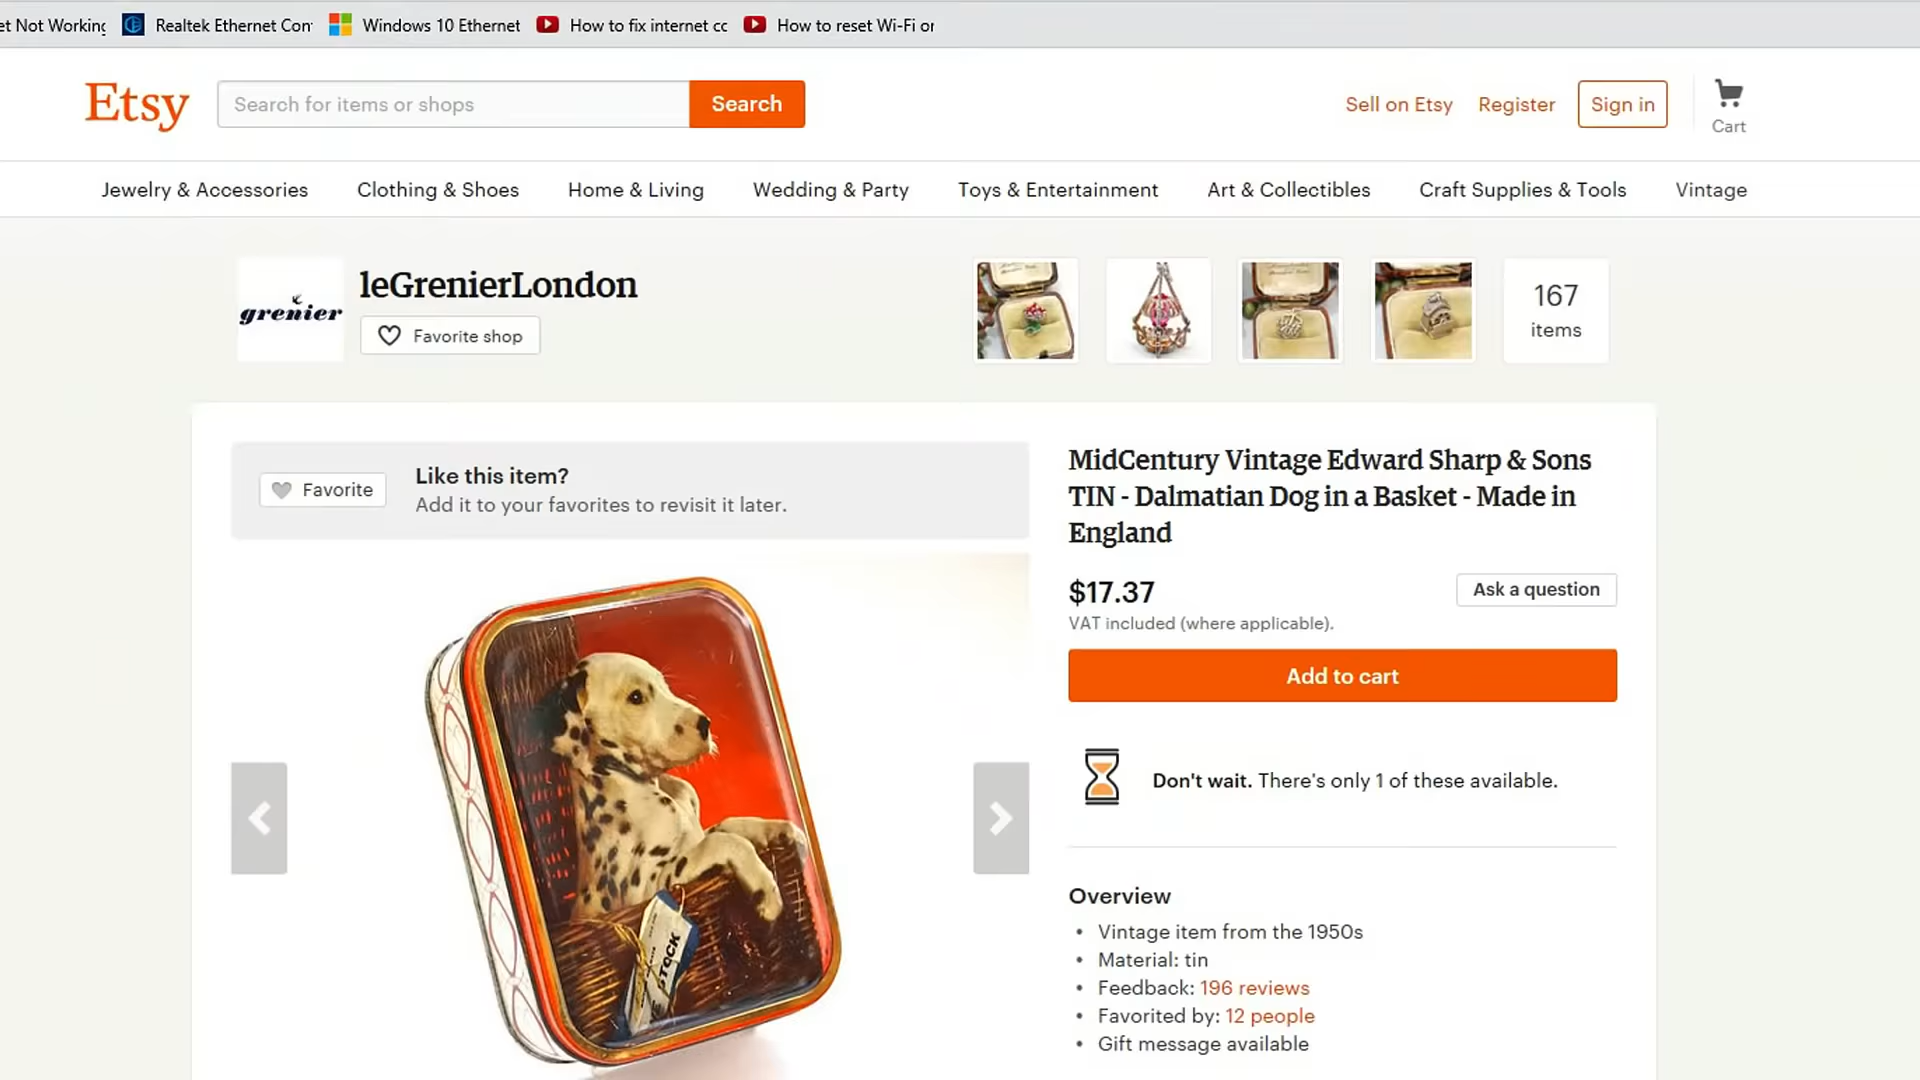 et Not Working
Realtek Ethernet Con
Windows 10 Ethernet
How to fix internet cc
How to reset Wi-Fi or
Etsy
Search for items or shops
Search
Sell on Etsy
Register
Sign in
Cart
Jewelry & Accessories
Clothing & Shoes
Home & Living
Wedding & Party
Toys & Entertainment
Art & Collectibles
Craft Supplies & Tools
Vintage
grenier
leGrenierLondon
Favorite shop
167
items
Favorite
Like this item?
Add it to your favorites to revisit it later.
MidCentury Vintage Edward Sharp & Sons
TIN - Dalmatian Dog in a Basket - Made in
England
$17.37
Ask a question
VAT included (where applicable).
Add to cart
Don't wait. There's only 1 of these available.
Overview
• Vintage item from the 1950s
• Material: tin
• Feedback: 196 reviews
• Favorited by: 12 people
• Gift message available